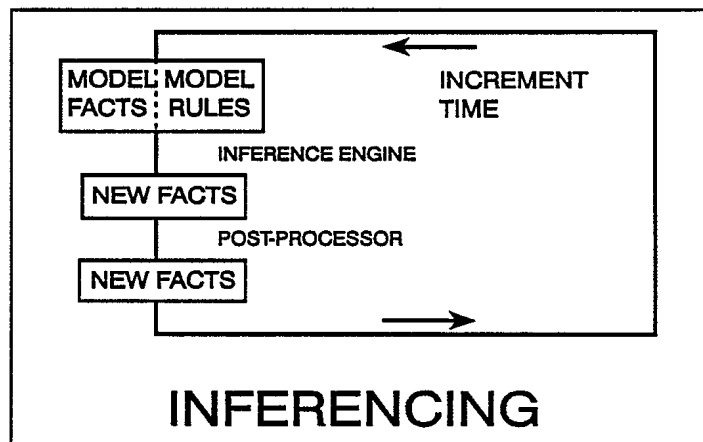 MODEL MODEL
FACTS RULES
INCREMENT
TIME
INFERENCE ENGINE
NEW FACTS
POST-PROCESSOR
NEW FACTS
INFERENCING